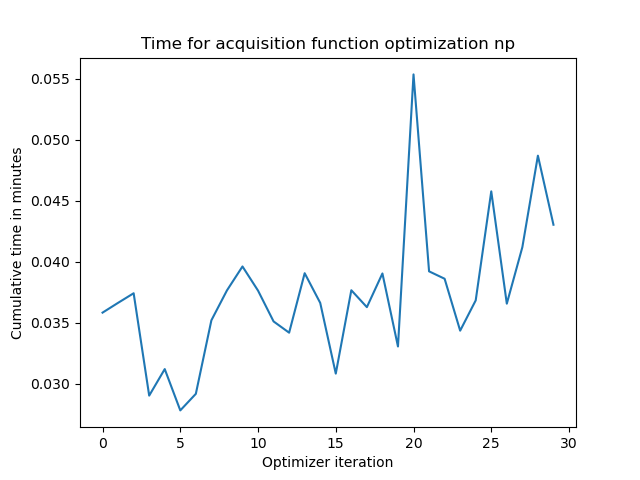 Time for acquisition function optimization np
Cumulative time in minutes
0.055
0.050
0.045
0.040
0.035
0.030
0 5 10 15 20 25 30
Optimizer iteration